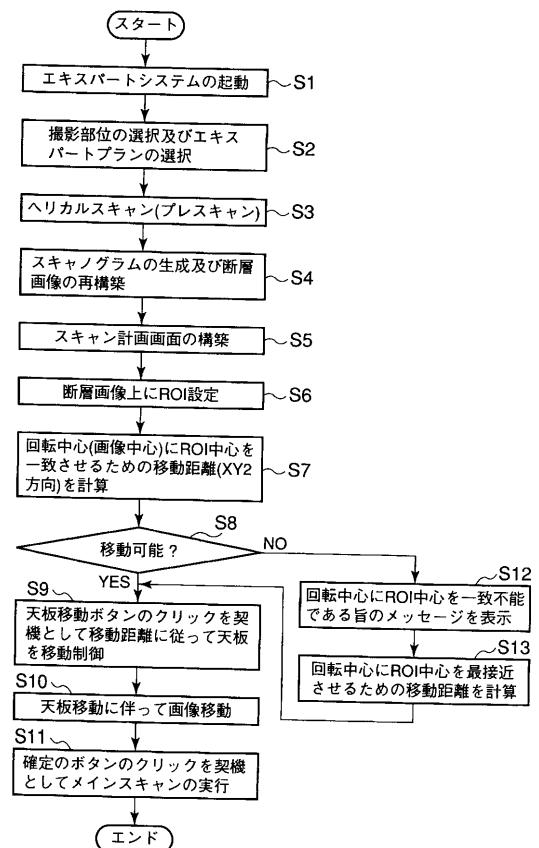 スタート
エキスパートシステムの起動
S1
撮影部位の選択及びエキス
パートプランの選択
S2
ヘリカルスキャン(プレスキャン)
S3
スキャノグラムの生成及び断層
画像の再構築
S4
スキャン計画画面の構築
S5
断層画像上にROI設定
S6
回転中心(画像中心)にROI中心を
一致させるための移動距離(XY2
方向)を計算
S7
S8
移動可能?
NO
YES
S9
天板移動ボタンのクリックを契
機として移動距離に従って天板
を移動制御
S10
天板移動に伴って画像移動
S11
確定のボタンのクリックを契機
としてメインスキャンの実行
エンド
S12
回転中心にROI中心を一致不能
である旨のメッセージを表示
S13
回転中心にROI中心を最接近
させるための移動距離を計算